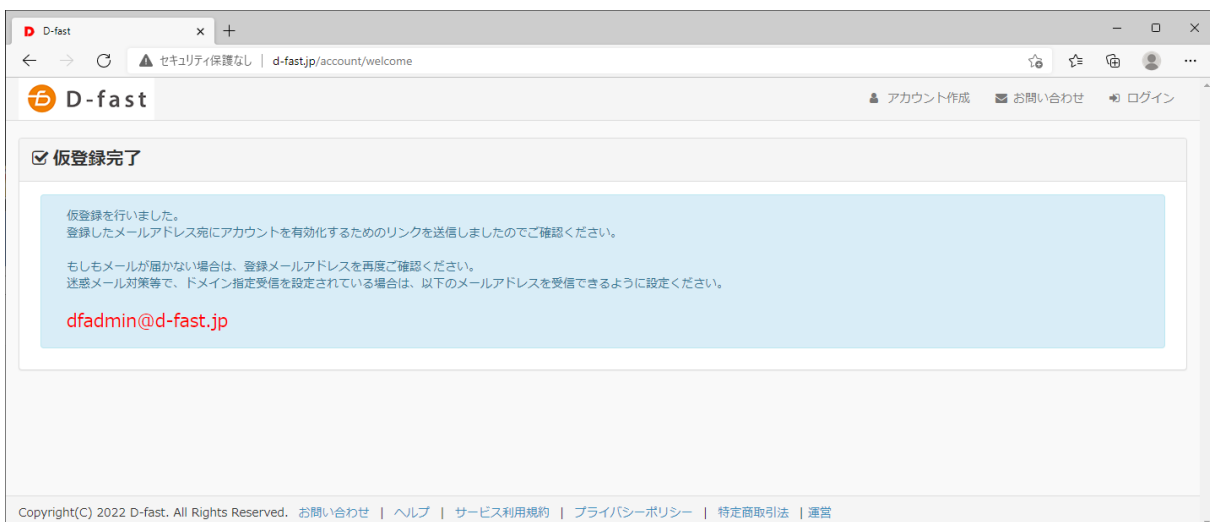 D-fast
セキュリティ保護なし | d-fast.jp/account/welcome
D-fast アカウント作成 お問い合わせ ログイン
仮登録完了
仮登録を行いました。
登録したメールアドレス宛にアカウントを有効化するためのリンクを送信しましたのでご確認ください。
もしもメールが届かない場合は、登録メールアドレスを再度ご確認ください。
迷惑メール対策等で、ドメイン指定受信を設定されている場合は、以下のメールアドレスを受信できるように設定ください。
dfadmin@d-fast.jp
Copyright(C) 2022 D-fast. All Rights Reserved. お問い合わせ | ヘルプ | サービス利用規約 | プライバシーポリシー | 特定商取引法 | 運営